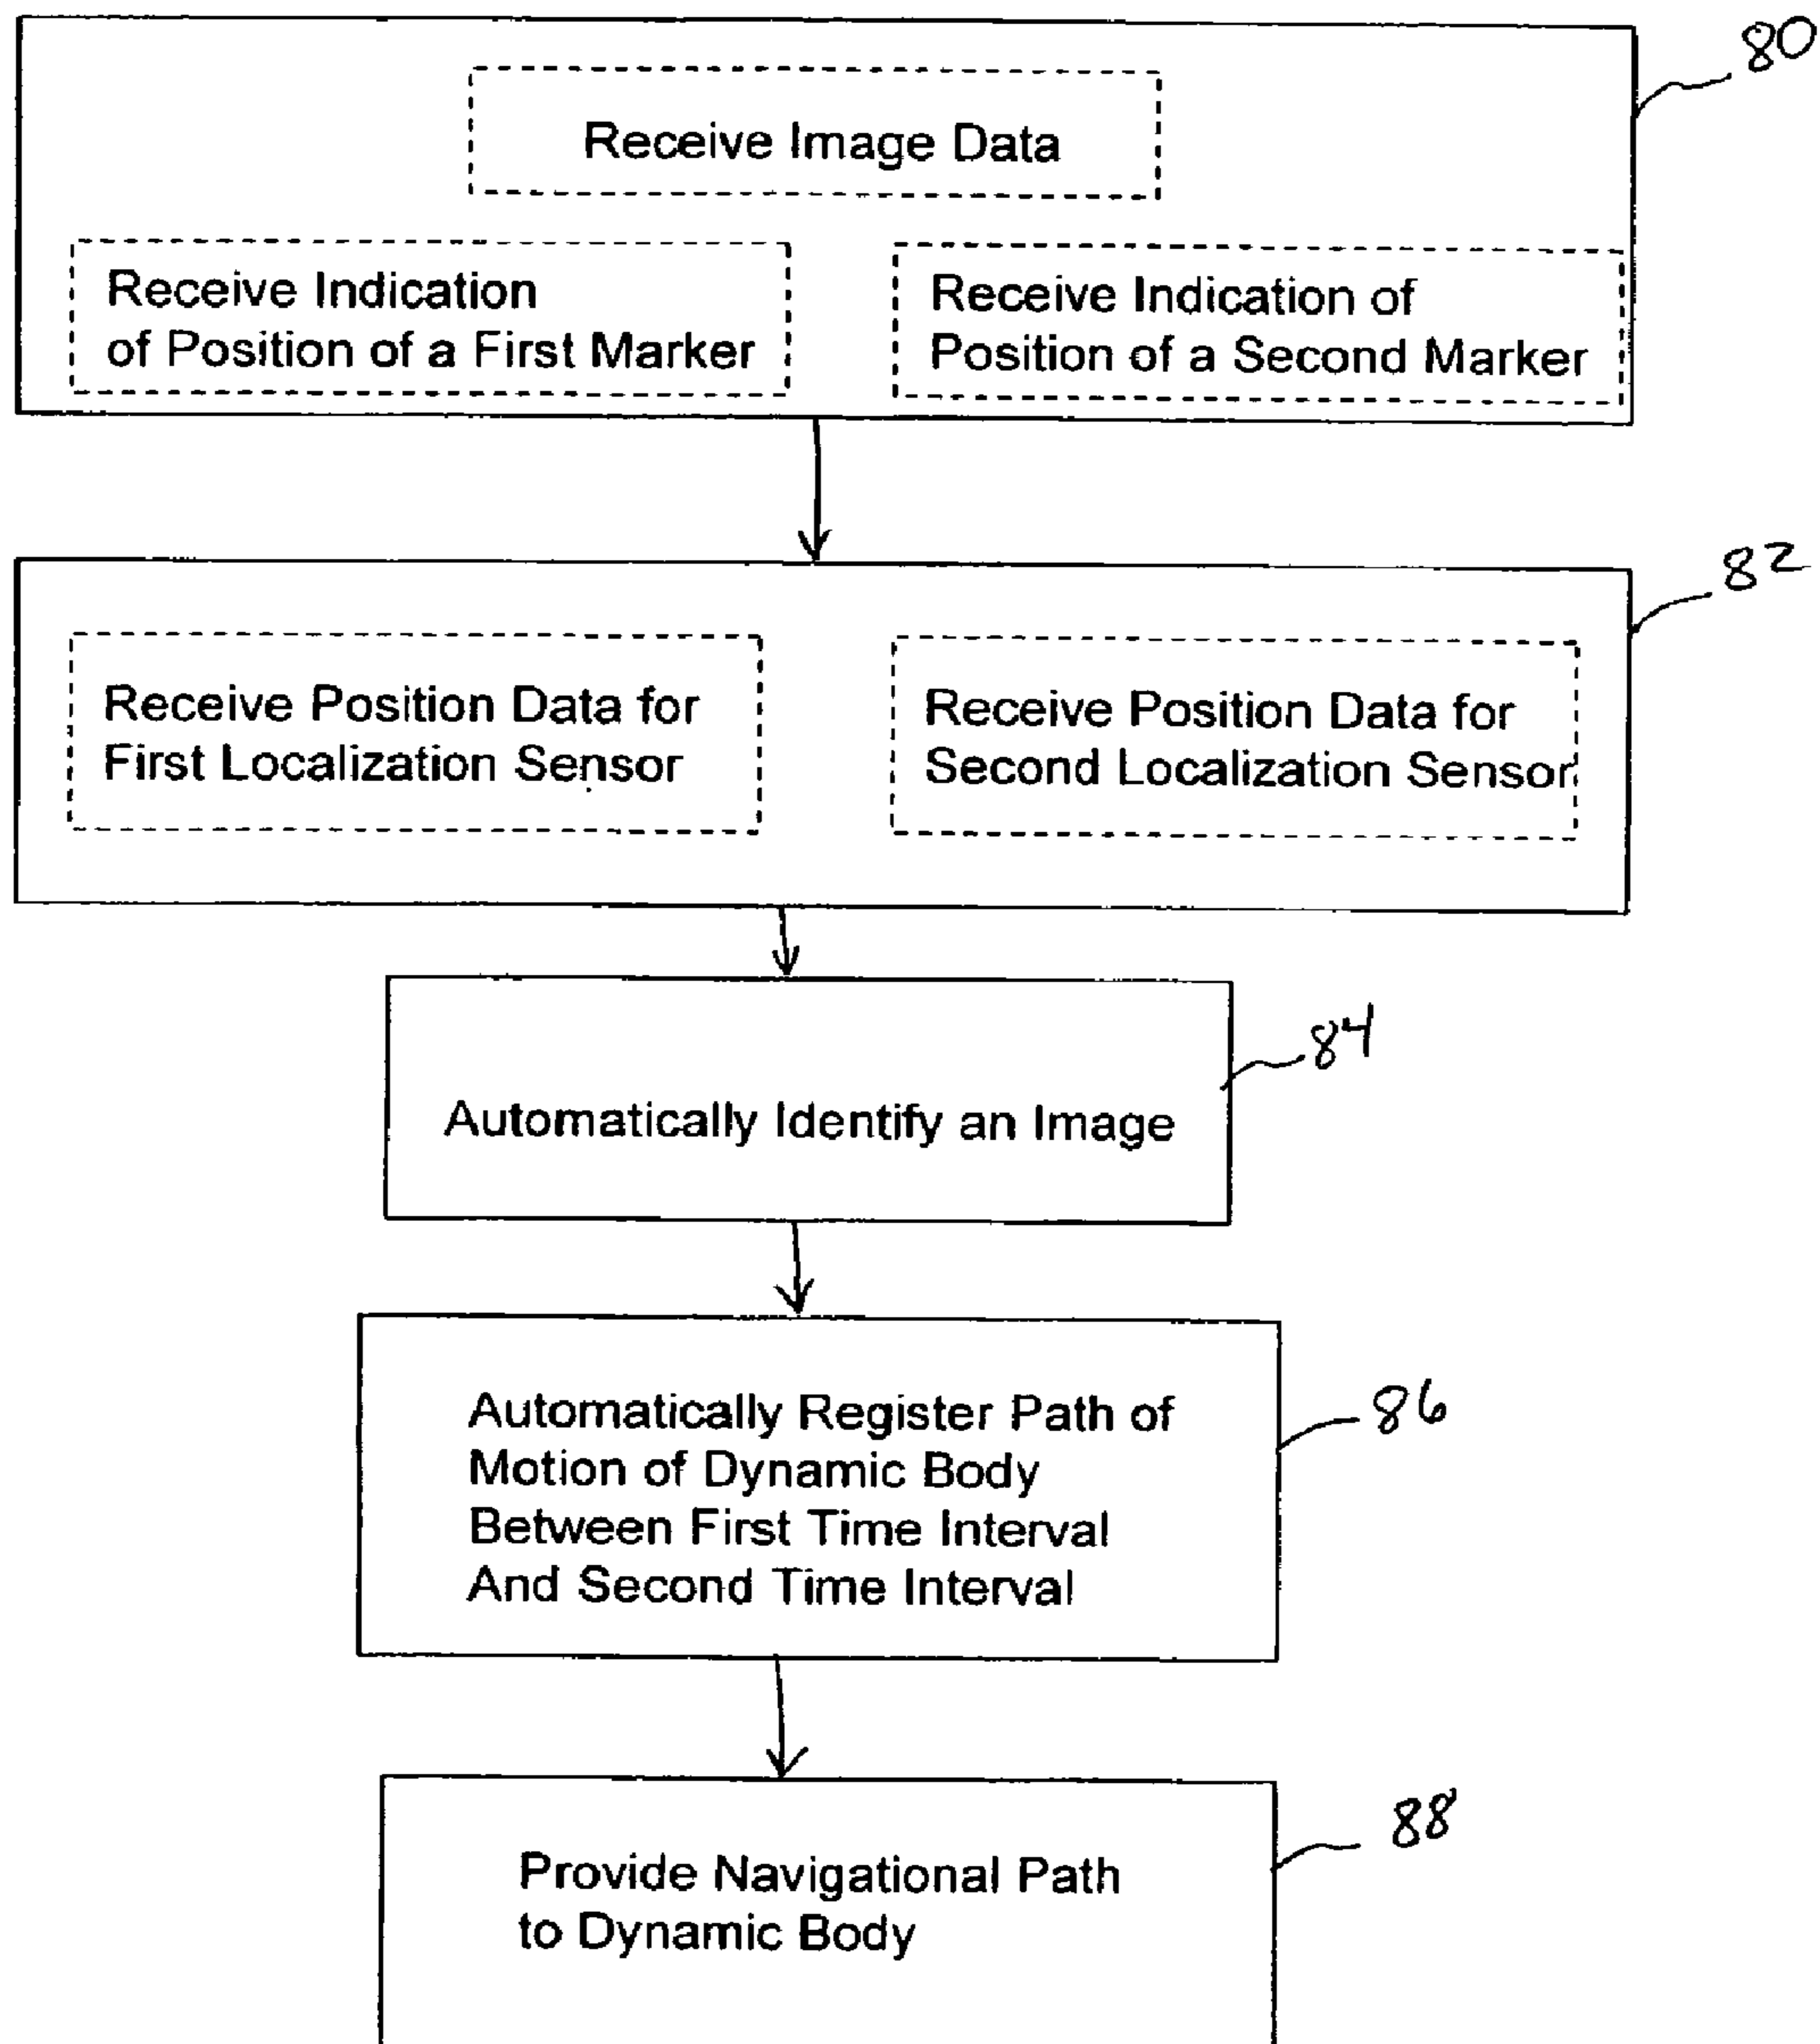 80
Receive Image Data
Receive Indication
of Position of a First Marker
Receive Indication of
Position of a Second Marker
82
Receive Position Data for
First Localization Sensor
Receive Position Data for
Second Localization Sensor
84
Automatically Identify an Image
86
Automatically Register Path of
Motion of Dynamic Body
Between First Time Interval
And Second Time Interval
88
Provide Navigational Path
to Dynamic Body